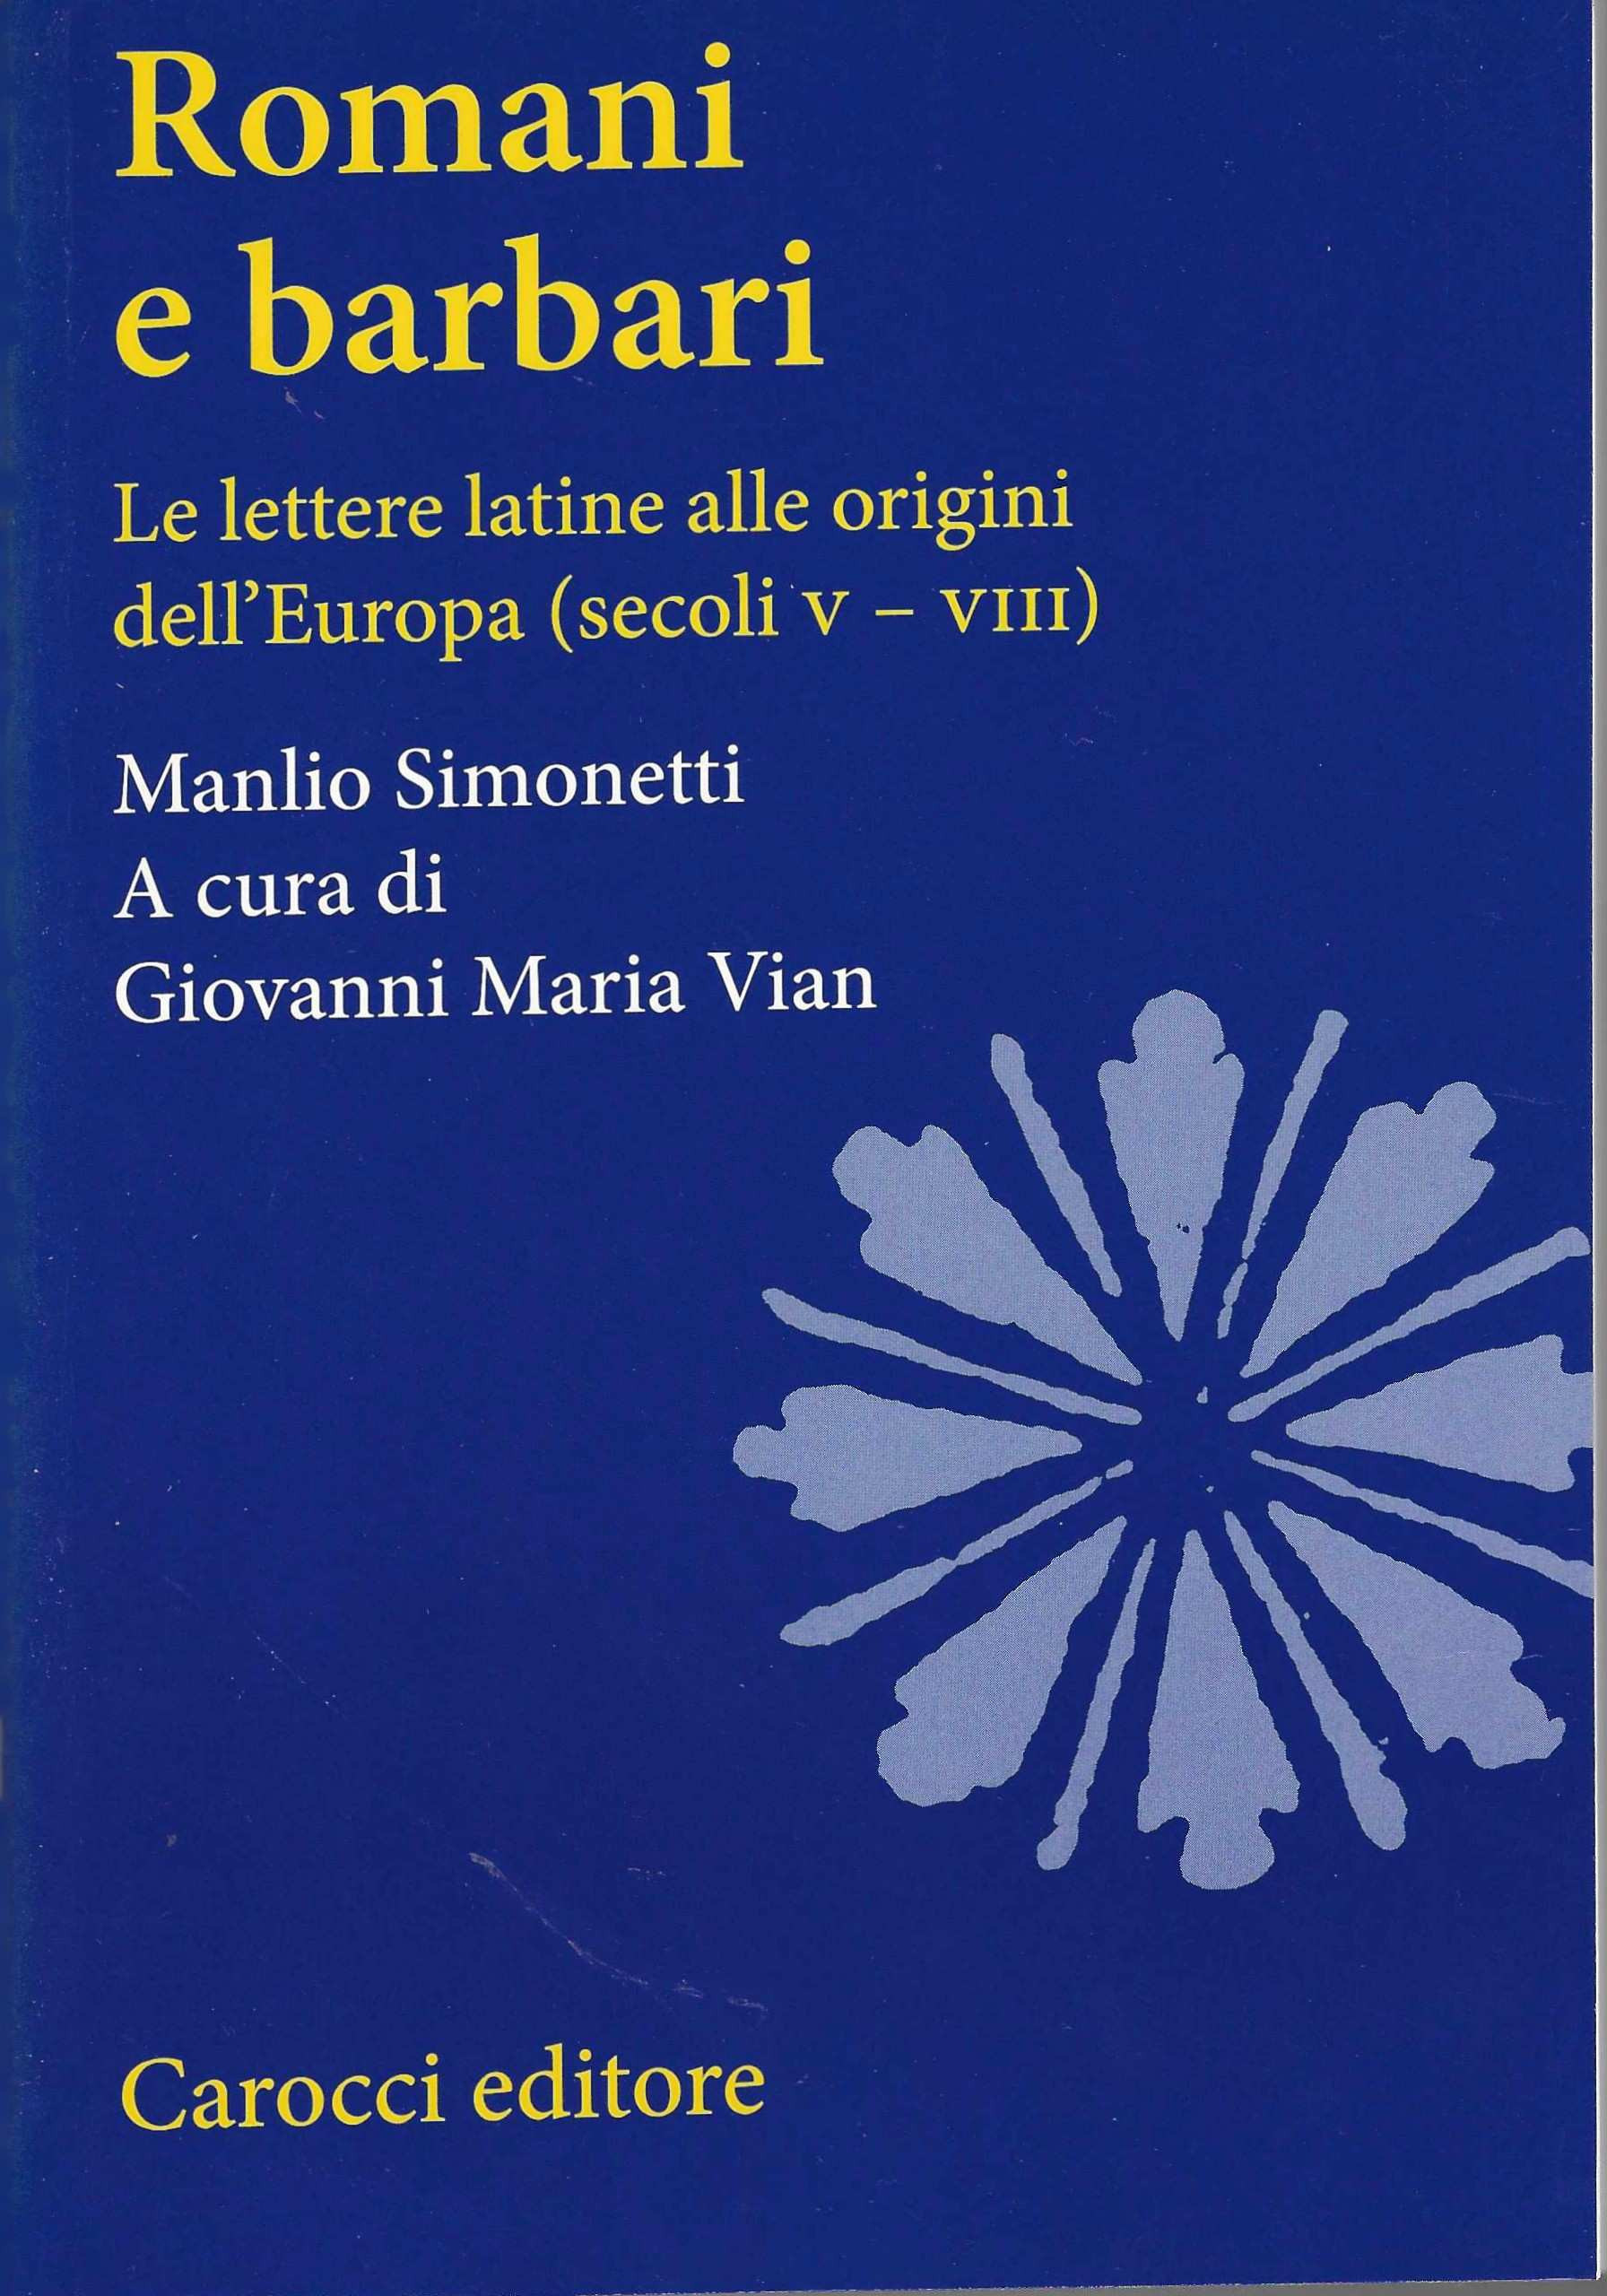 Romani
e barbari
Le lettere latine alle origini
dell’Europa (secoli V – VIII)
Manlio Simonetti
A cura di
Giovanni Maria Vian
Carocci editore